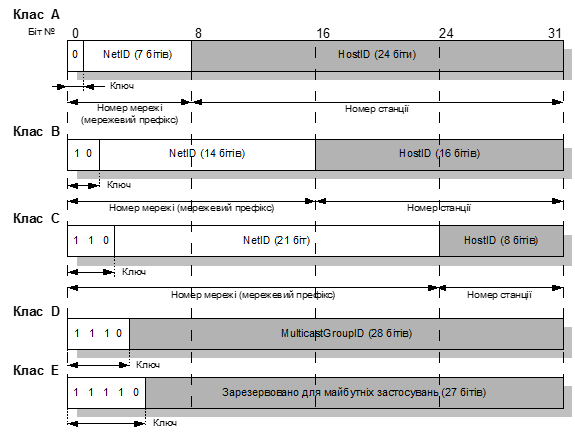 Клас A
Біт № 0 8 16 24 31
0 NetID (7 бітів) HostID (24 біти)
Ключ
Номер мережі Номер станції
(мережевий префікс)
Клас B
1 0 NetID (14 бітів) HostID (16 бітів)
Ключ
Номер мережі (мережевий префікс) Номер станції
Клас C
1 1 0 NetID (21 біт) HostID (8 бітів)
Ключ
Номер мережі (мережевий префікс) Номер станції
Клас D
1 1 1 0 MulticastGroupID (28 бітів)
Ключ
Клас E
1 1 1 1 0 Зарезервовано для майбутніх застосувань (27 бітів)
Ключ